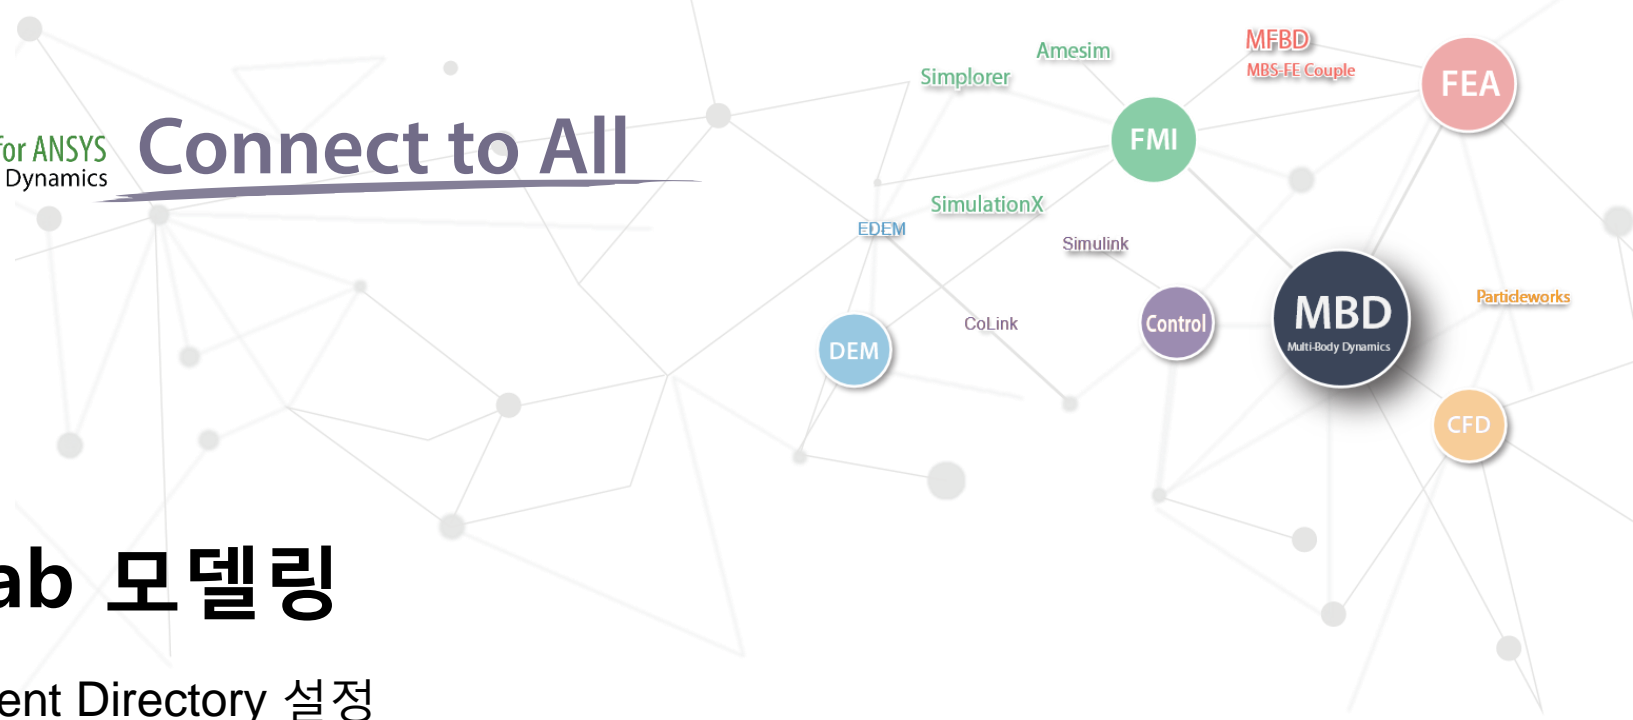 for ANSYS
Dynamics
Connect to All
Amesim
Simplorer
MFBD
MBS-FE Couple
FEA
FMI
SimulationX
EDEM
Simulink
CoLink
Control
DEM
MBD
Multi-Body Dynamics
Particleworks
CFD
ab 모델링
ent Directory 설정